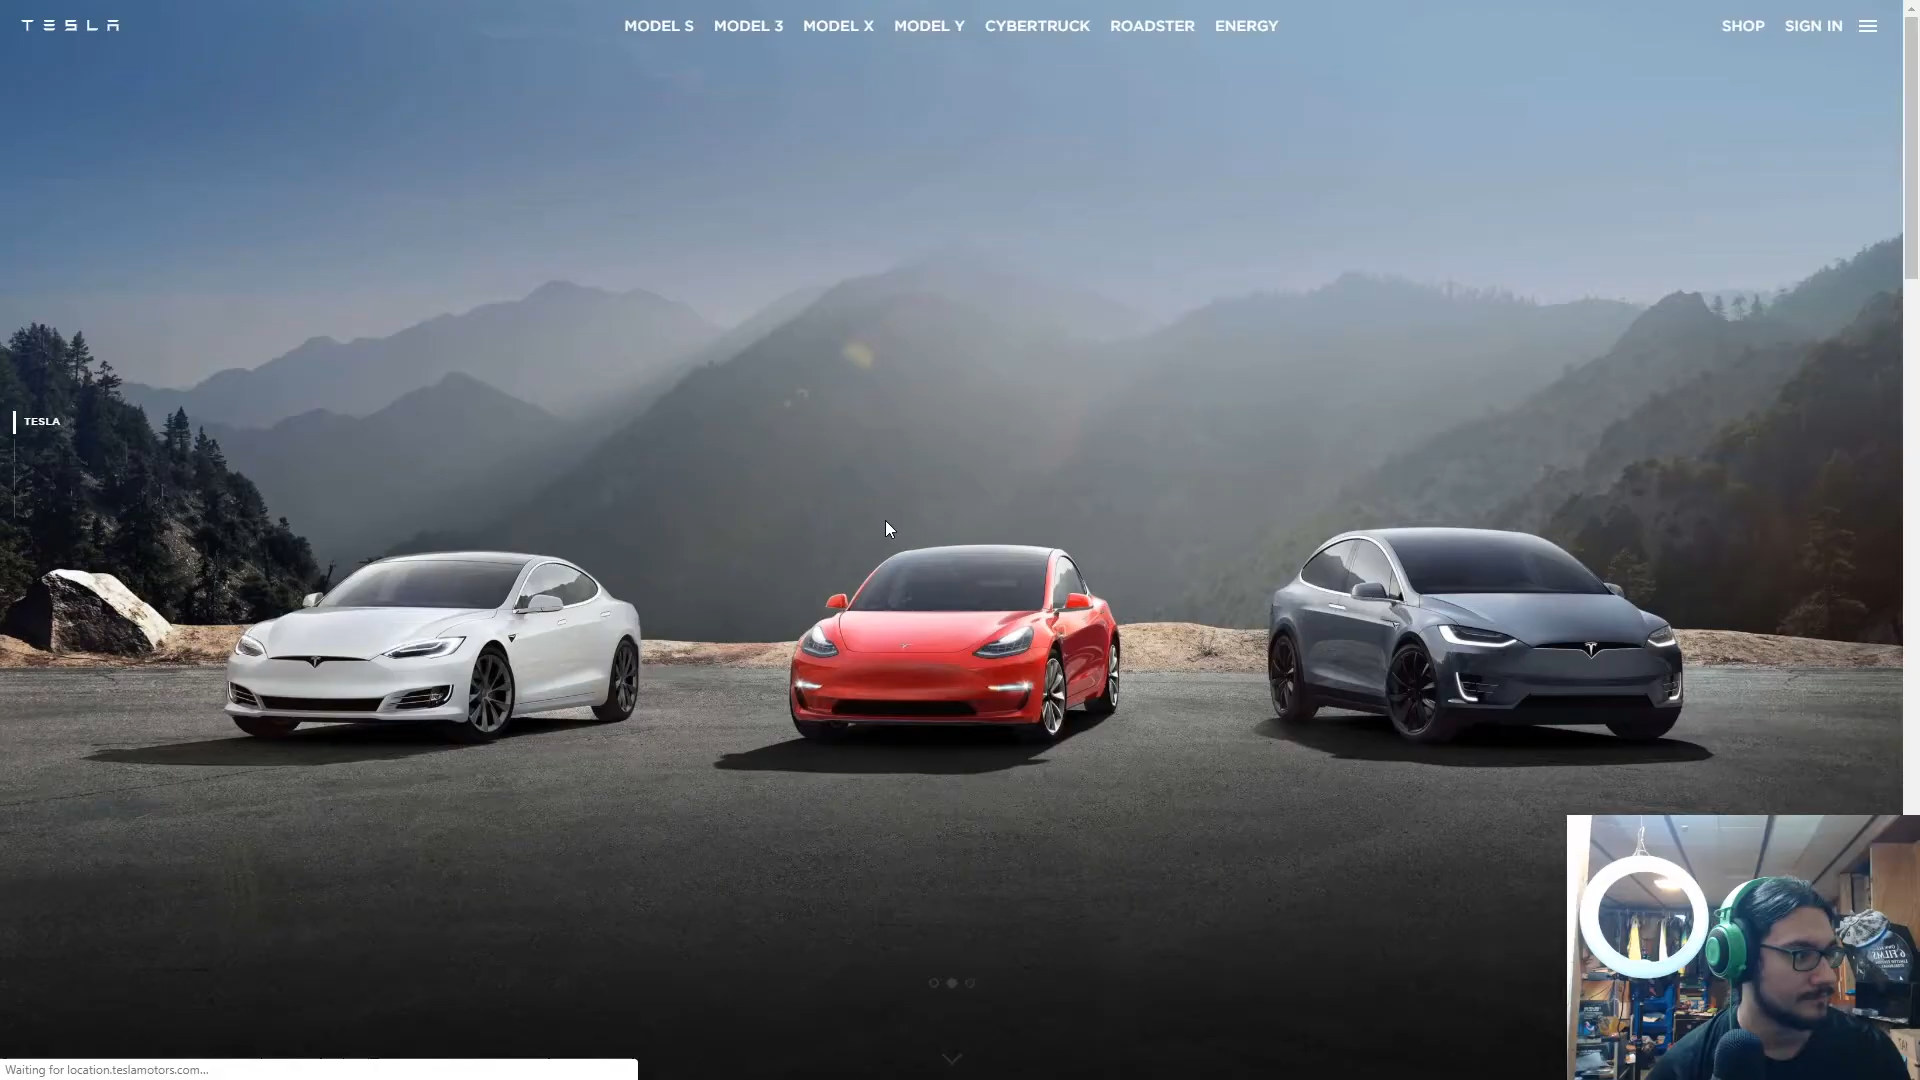 TESLA
MODEL S MODEL 3 MODEL X MODEL Y CYBERTRUCK ROADSTER ENERGY
SHOP SIGN IN
TESLA
Waiting for location.teslamotors.com...